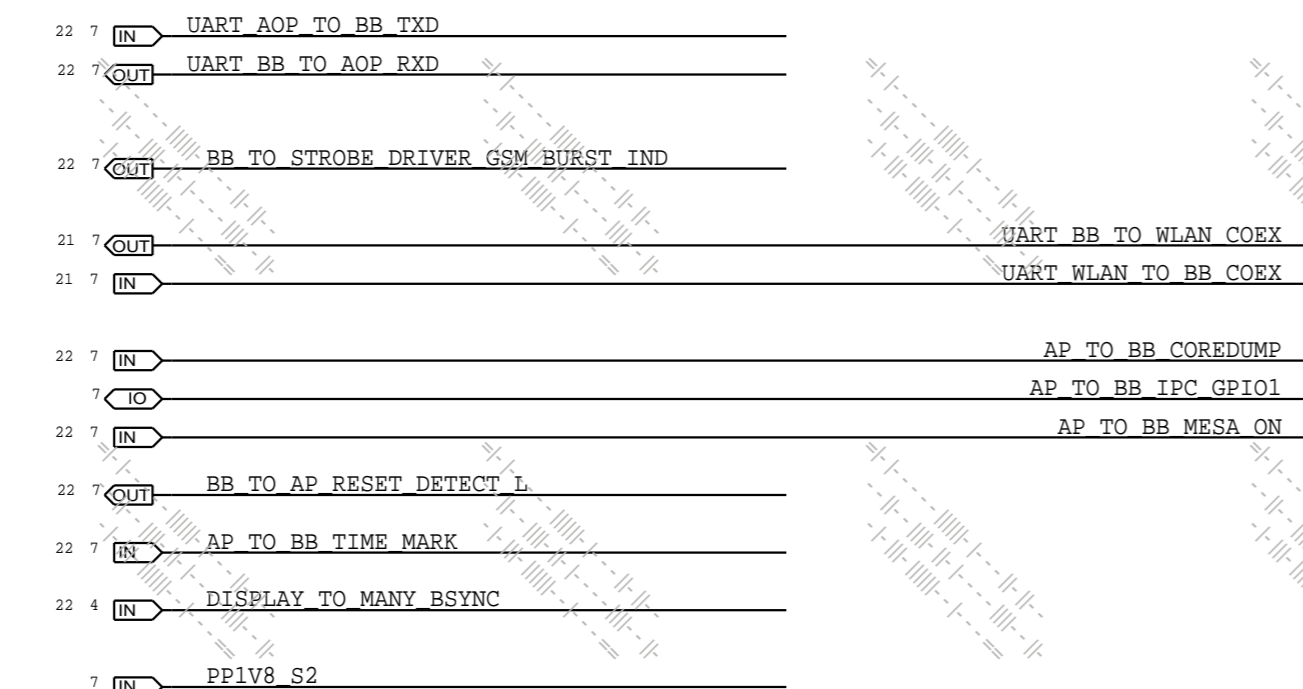 22 7 IN UART_AOP_TO_BB_TXD
22 7 OUT UART_BB_TO_AOP_RXD
22 7 OUT BB_TO_STROBE_DRIVER_GSM_BURST_IND
21 7 OUT UART_BB_TO_WLAN_COEX
21 7 IN UART_WLAN_TO_BB_COEX
22 7 IN AP_TO_BB_COREDUMP
7 IO AP_TO_BB_IPC_GPIO1
22 7 IN AP_TO_BB_MESA_ON
22 7 OUT BB_TO_AP_RESET_DETECT_L
22 7 IN AP_TO_BB_TIME_MARK
22 4 IN DISPLAY_TO_MANY_BSYNC
7 IN PP1V8_S2